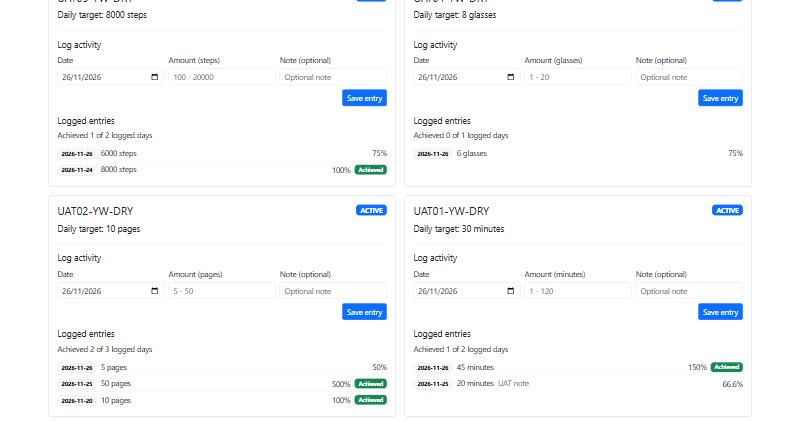 Daily target: 8000 steps
Log activity
Date Amount (steps) Note (optional)
26/11/2026 100 - 20000 Optional note
Save entry
Logged entries
Achieved 1 of 2 logged days
2026-11-26 6000 steps 75%
2026-11-24 8000 steps 100% Achieved
Daily target: 8 glasses
Log activity
Date Amount (glasses) Note (optional)
26/11/2026 1 - 20 Optional note
Save entry
Logged entries
Achieved 0 of 1 logged days
2026-11-26 6 glasses 75%
UAT02-YW-DRY ACTIVE
Daily target: 10 pages
Log activity
Date Amount (pages) Note (optional)
26/11/2026 5 - 50 Optional note
Save entry
Logged entries
Achieved 2 of 3 logged days
2026-11-26 5 pages 50%
2026-11-25 50 pages 500% Achieved
2026-11-20 10 pages 100% Achieved
UAT01-YW-DRY ACTIVE
Daily target: 30 minutes
Log activity
Date Amount (minutes) Note (optional)
26/11/2026 1 - 120 Optional note
Save entry
Logged entries
Achieved 1 of 2 logged days
2026-11-26 45 minutes 150% Achieved
2026-11-25 20 minutes UAT note 66.6%